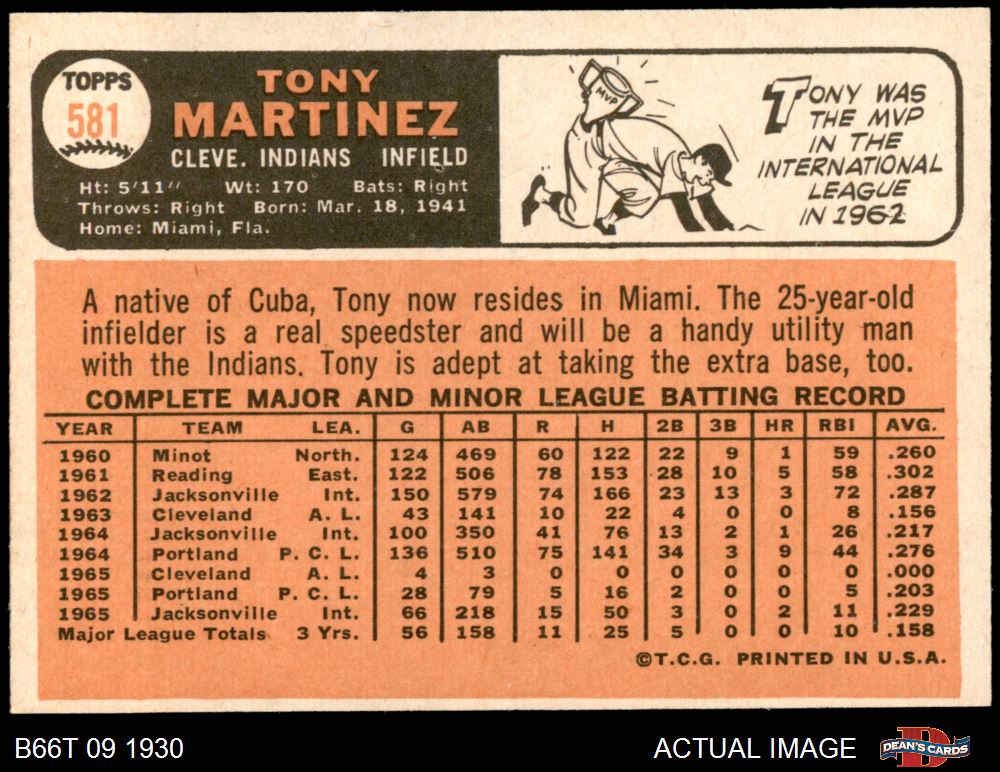 TOPPS
581
TONY
MARTINEZ
CLEVE. INDIANS INFIELD
Ht: 5'11" Wt: 170 Bats: Right
Throws: Right Born: Mar. 18, 1941
Home: Miami, Fla.
MVP
TONY WAS
THE MVP
IN THE
INTERNATIONAL
LEAGUE
IN 1962
A native of Cuba, Tony now resides in Miami. The 25-year-old
infielder is a real speedster and will be a handy utility man
with the Indians. Tony is adept at taking the extra base, too.
COMPLETE MAJOR AND MINOR LEAGUE BATTING RECORD
YEAR TEAM LEA. G AB R H 2B 3B HR RBI AVG.
1960 Minot North. 124 469 60 122 22 9 1 59 .260
1961 Reading East. 122 506 78 153 28 10 5 58 .302
1962 Jacksonville Int. 150 579 74 166 23 13 3 72 .287
1963 Cleveland A. L. 43 141 10 22 4 0 0 8 .156
1964 Jacksonville Int. 100 350 41 76 13 2 1 26 .217
1964 Portland P. C. L. 136 510 75 141 34 3 9 44 .276
1965 Cleveland A. L. 4 3 0 0 0 0 0 0 .000
1965 Portland P. C. L. 28 79 5 16 2 0 0 5 .203
1965 Jacksonville Int. 66 218 15 50 3 0 2 11 .229
Major League Totals 3 Yrs. 56 158 11 25 5 0 0 10 .158
©T.C.G. PRINTED IN U.S.A.
B66T 09 1930
ACTUAL IMAGE
DEAN'S CARDS